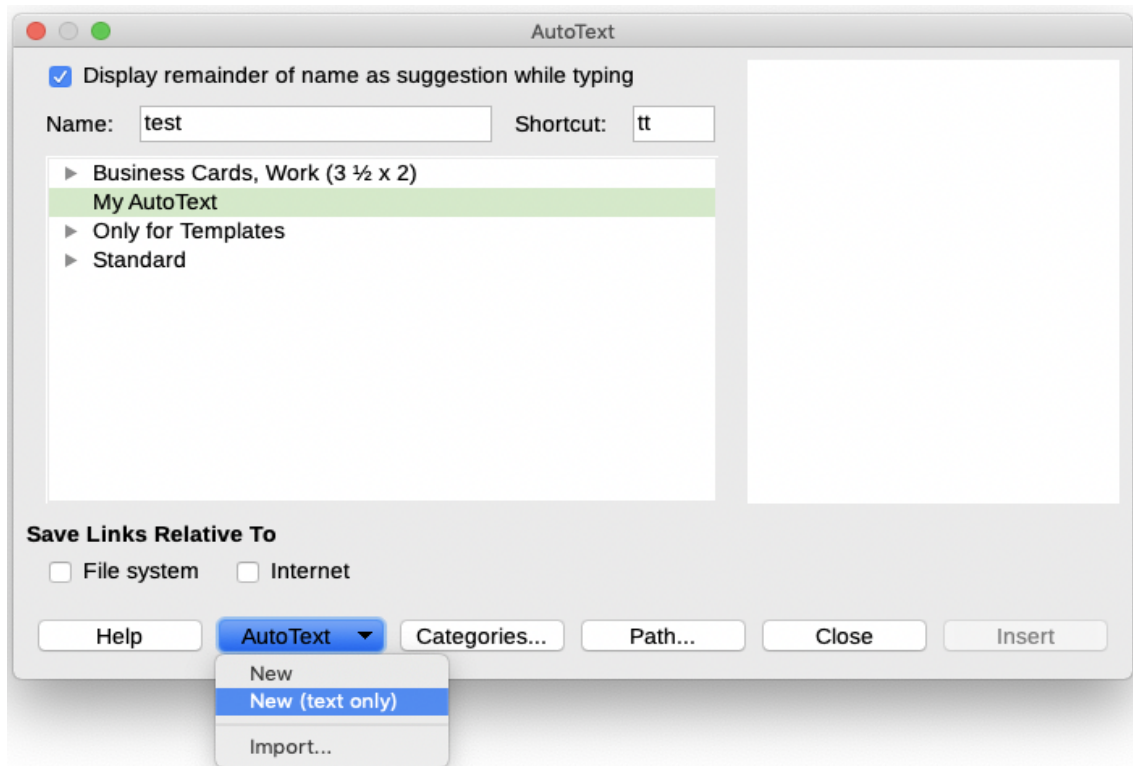 AutoText
Display remainder of name as suggestion while typing
Name: test Shortcut: tt
Business Cards, Work (3 ½ x 2)
My AutoText
Only for Templates
Standard
Save Links Relative To
File system Internet
Help AutoText Categories... Path... Close Insert
New
New (text only)
Import...